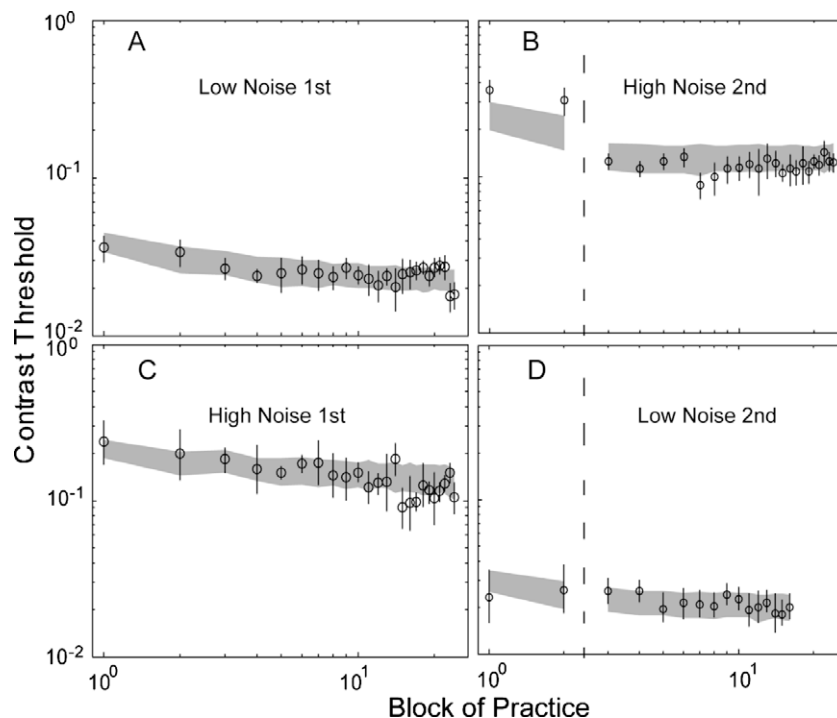 10^0
A
B
Low Noise 1st
High Noise 2nd
10^-1
10^-2
10^0
C
D
High Noise 1st
Low Noise 2nd
10^-1
10^-2
10^0
10^1
10^0
10^1
Contrast Threshold
Block of Practice